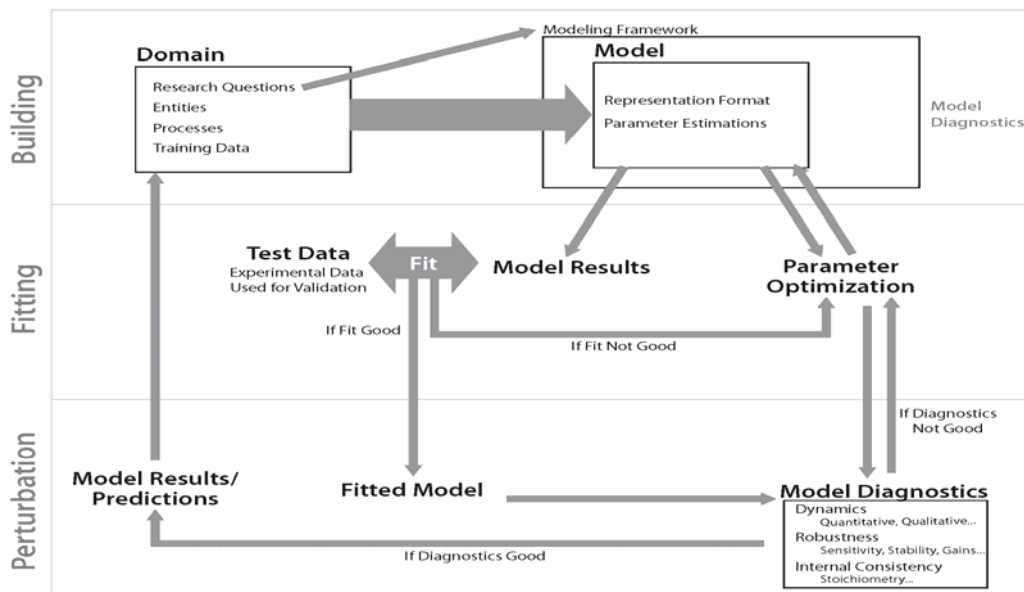 Building
Domain
Research Questions
Entities
Processes
Training Data
Modeling Framework
Model
Representation Format
Parameter Estimations
Model
Diagnostics
Fitting
Test Data
Experimental Data
Used for Validation
Fit
Model Results
Parameter
Optimization
If Fit Good
If Fit Not Good
Perturbation
If Diagnostics
Not Good
Model Results/
Predictions
Fitted Model
Model Diagnostics
Dynamics
Quantitative, Qualitative...
Robustness
Sensitivity, Stability, Gains...
Internal Consistency
Stoichiometry...
If Diagnostics Good